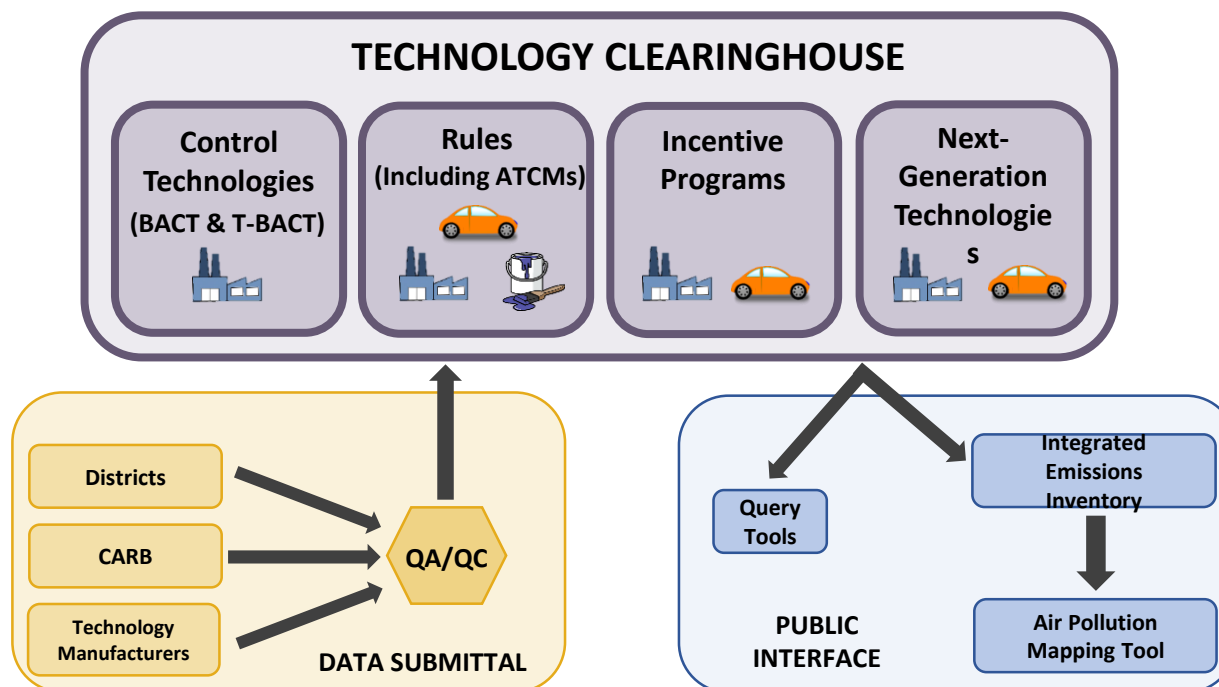 TECHNOLOGY CLEARINGHOUSE
Control
Technologies
(BACT & T-BACT)
Rules
(Including ATCMs)
Incentive
Programs
Next-
Generation
Technologie
s
Districts
CARB
Technology
Manufacturers
QA/QC
DATA SUBMITTAL
Query
Tools
Integrated
Emissions
Inventory
Air Pollution
Mapping Tool
PUBLIC
INTERFACE